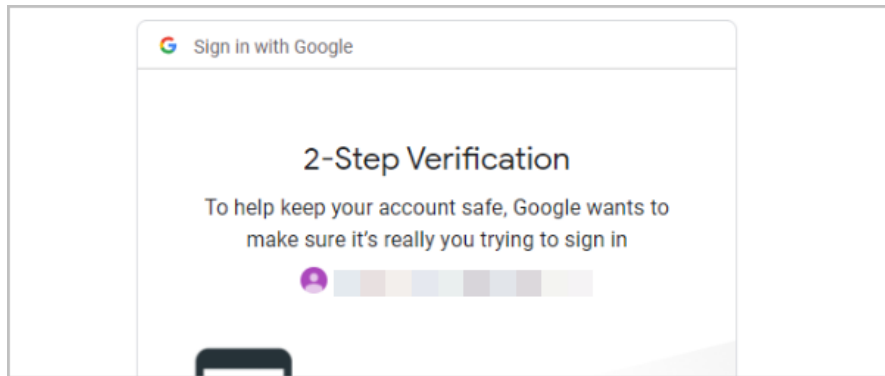 Sign in with Google
2-Step Verification
To help keep your account safe, Google wants to
make sure it's really you trying to sign in